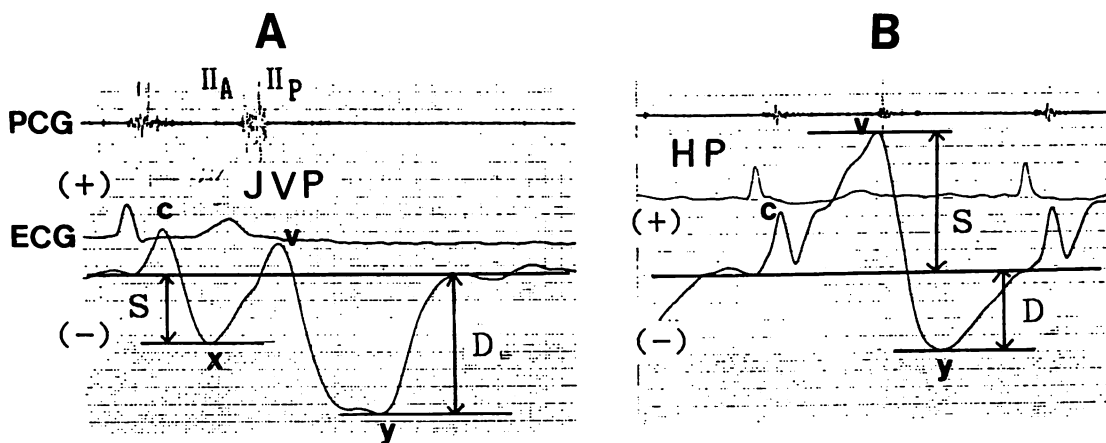 A
II_A II_P
PCG
JVP
(+)
c
ECG
v
S
(-)
x
D
y
B
v
HP
(+)
c
S
D
(-)
y